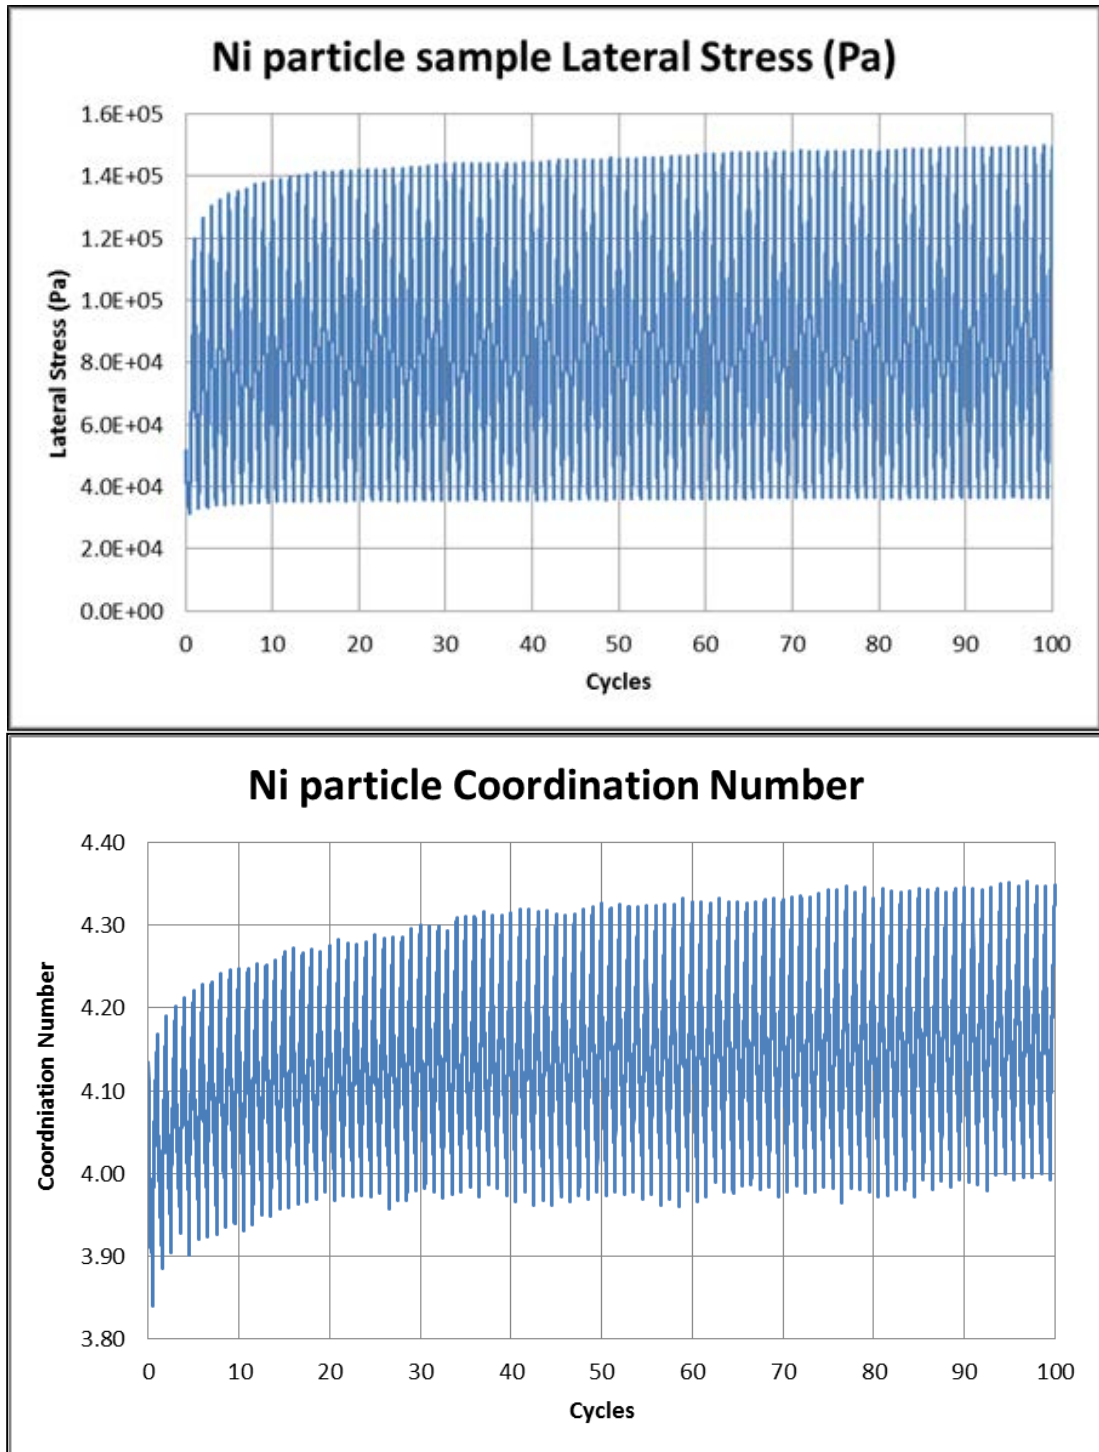 Ni particle sample Lateral Stress (Pa)
1.6E+05
1.4E+05
1.2E+05
1.0E+05
8.0E+04
6.0E+04
4.0E+04
2.0E+04
0.0E+00
Lateral Stress (Pa)
0 10 20 30 40 50 60 70 80 90 100
Cycles
Ni particle Coordination Number
4.40
4.30
4.20
4.10
4.00
3.90
3.80
Coordniation Number
0 10 20 30 40 50 60 70 80 90 100
Cycles